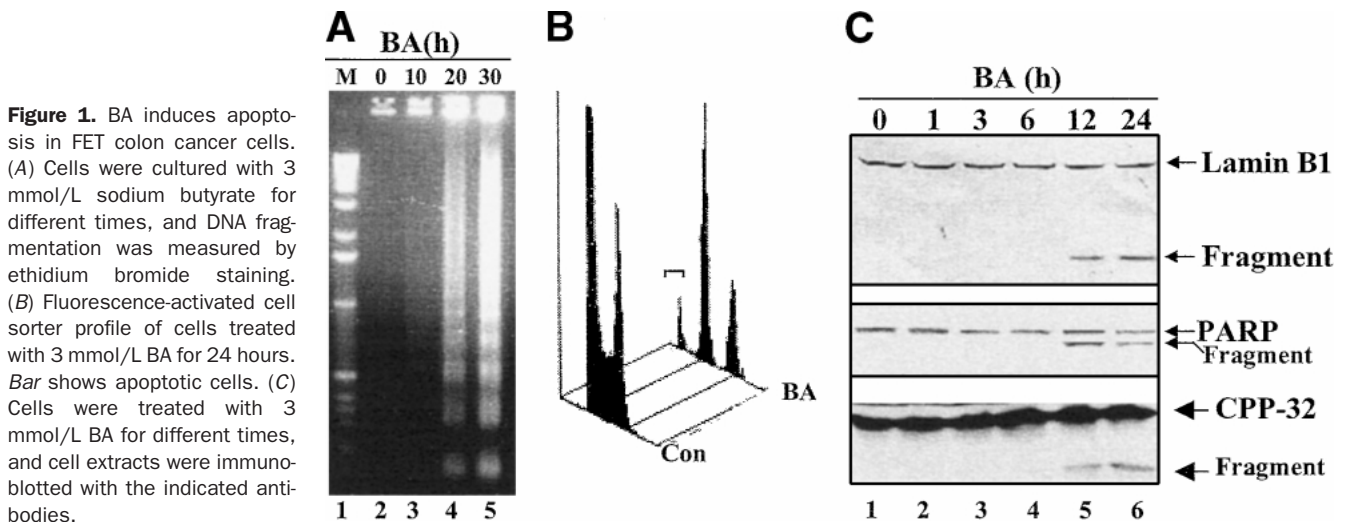 Figure 1. BA induces apopto-
sis in FET colon cancer cells.
(A) Cells were cultured with 3
mmol/L sodium butyrate for
different times, and DNA frag-
mentation was measured by
ethidium bromide staining.
(B) Fluorescence-activated cell
sorter profile of cells treated
with 3 mmol/L BA for 24 hours.
Bar shows apoptotic cells. (C)
Cells were treated with 3
mmol/L BA for different times,
and cell extracts were immuno-
blotted with the indicated anti-
bodies.
A
BA(h)
M 0 10 20 30
1 2 3 4 5
B
BA
Con
C
BA (h)
0 1 3 6 12 24
Lamin B1
Fragment
PARP
Fragment
CPP-32
Fragment
1 2 3 4 5 6